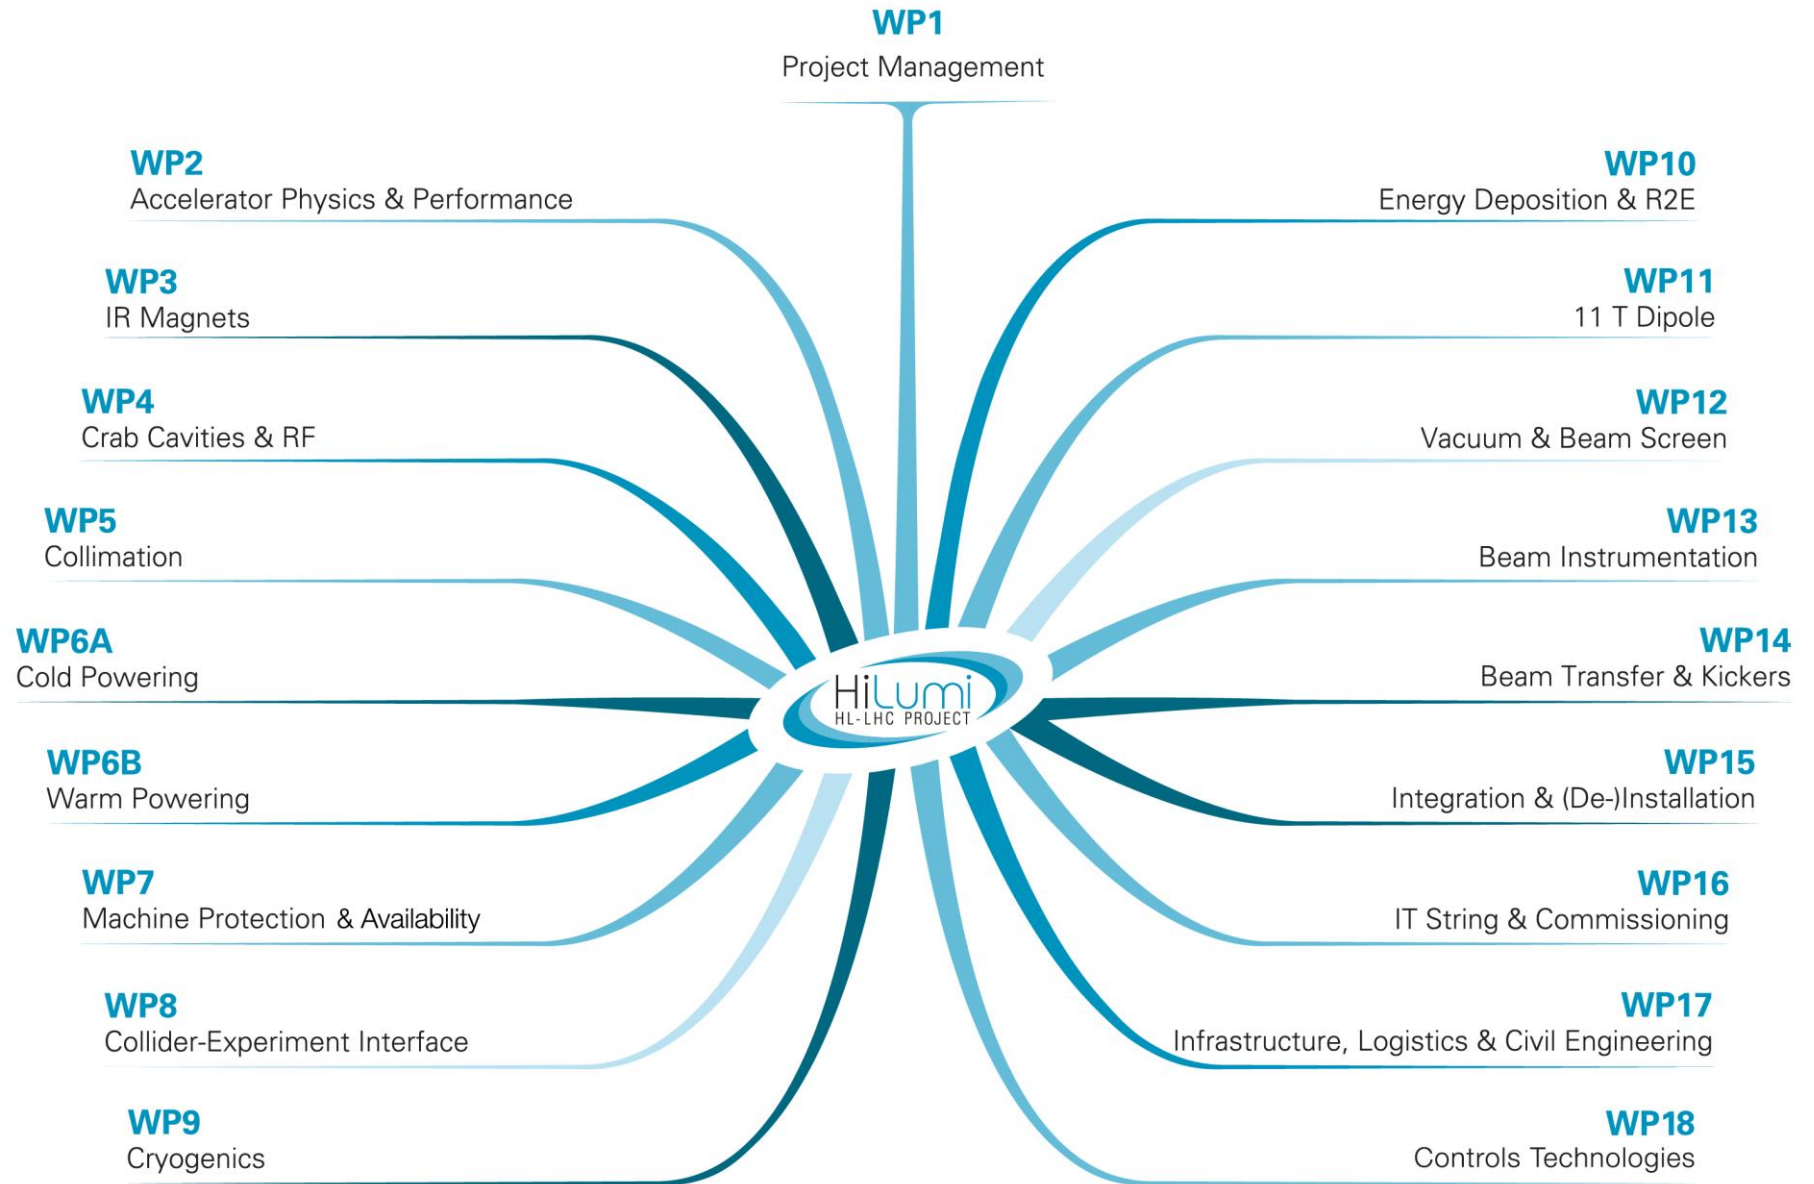 WP1
Project Management
WP2
Accelerator Physics & Performance
WP3
IR Magnets
WP4
Crab Cavities & RF
WP5
Collimation
WP6A
Cold Powering
WP6B
Warm Powering
WP7
Machine Protection & Availability
WP8
Collider-Experiment Interface
WP9
Cryogenics
HiLumi
HL-LHC PROJECT
WP10
Energy Deposition & R2E
WP11
11 T Dipole
WP12
Vacuum & Beam Screen
WP13
Beam Instrumentation
WP14
Beam Transfer & Kickers
WP15
Integration & (De-)Installation
WP16
IT String & Commissioning
WP17
Infrastructure, Logistics & Civil Engineering
WP18
Controls Technologies